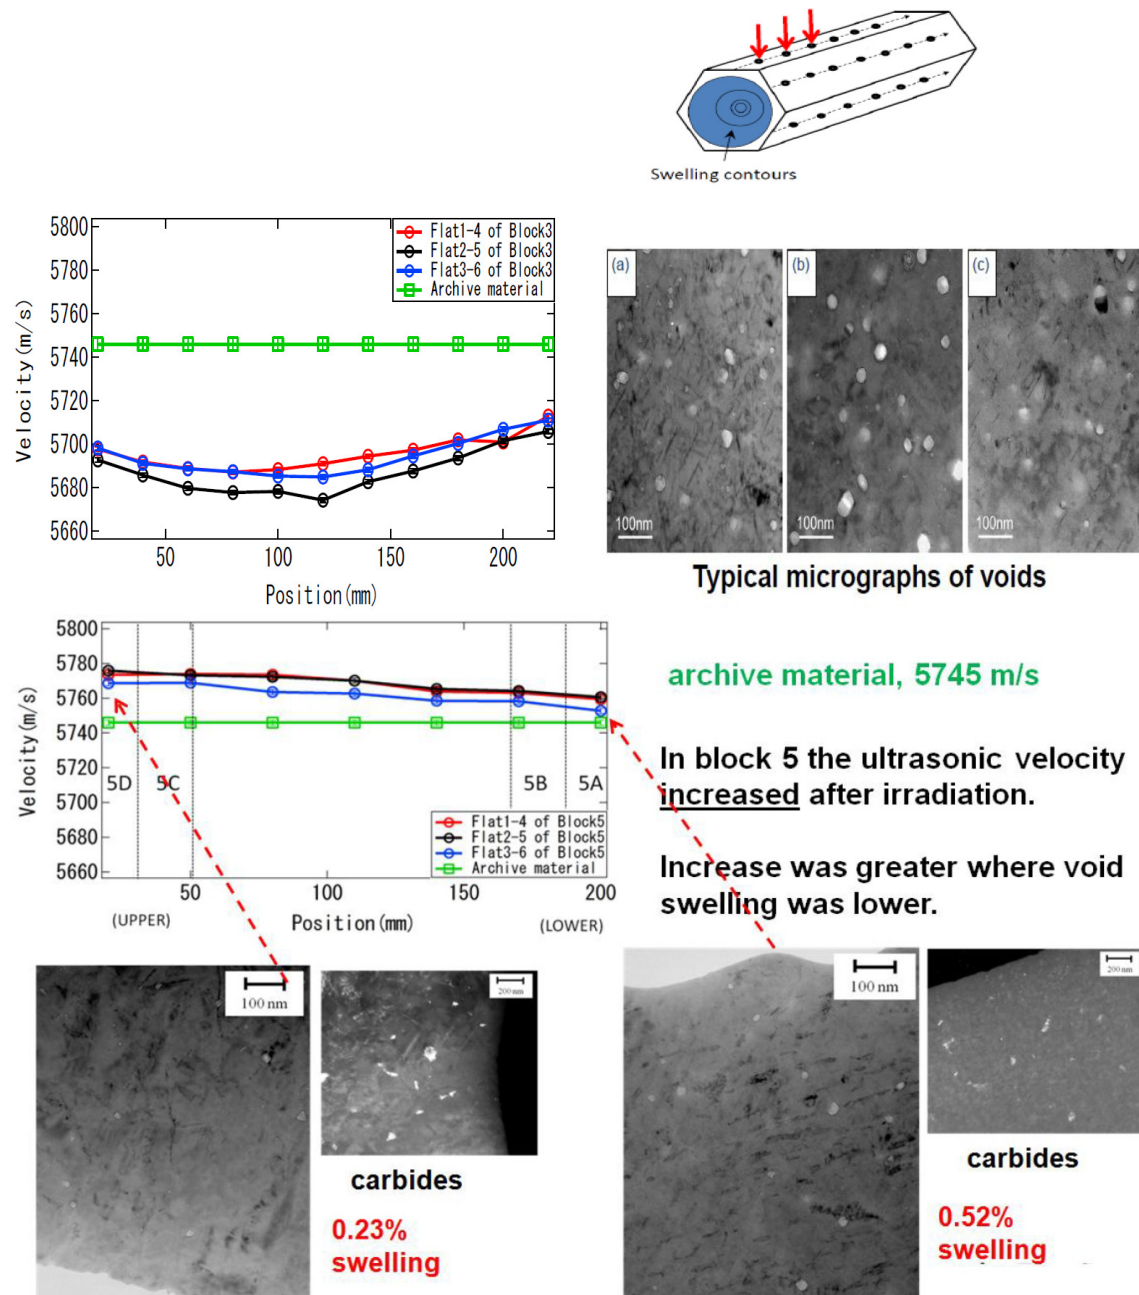 Swelling contours
5800
5780
5760
5740
5720
5700
5680
5660
Velocity(m/s)
Flat1-4 of Block3
Flat2-5 of Block3
Flat3-6 of Block3
Archive material
50
100
150
200
Position(mm)
(a)
(b)
(c)
100nm
100nm
100nm
Typical micrographs of voids
5800
5780
5760
5740
5720
5700
5680
5660
Velocity(m/s)
5D
5C
5B
5A
Flat1-4 of Block5
Flat2-5 of Block5
Flat3-6 of Block5
Archive material
50
100
150
200
(UPPER)
Position(mm)
(LOWER)
archive material, 5745 m/s
In block 5 the ultrasonic velocity
increased after irradiation.
Increase was greater where void
swelling was lower.
100 nm
200 nm
carbides
0.23%
swelling
100 nm
200 nm
carbides
0.52%
swelling